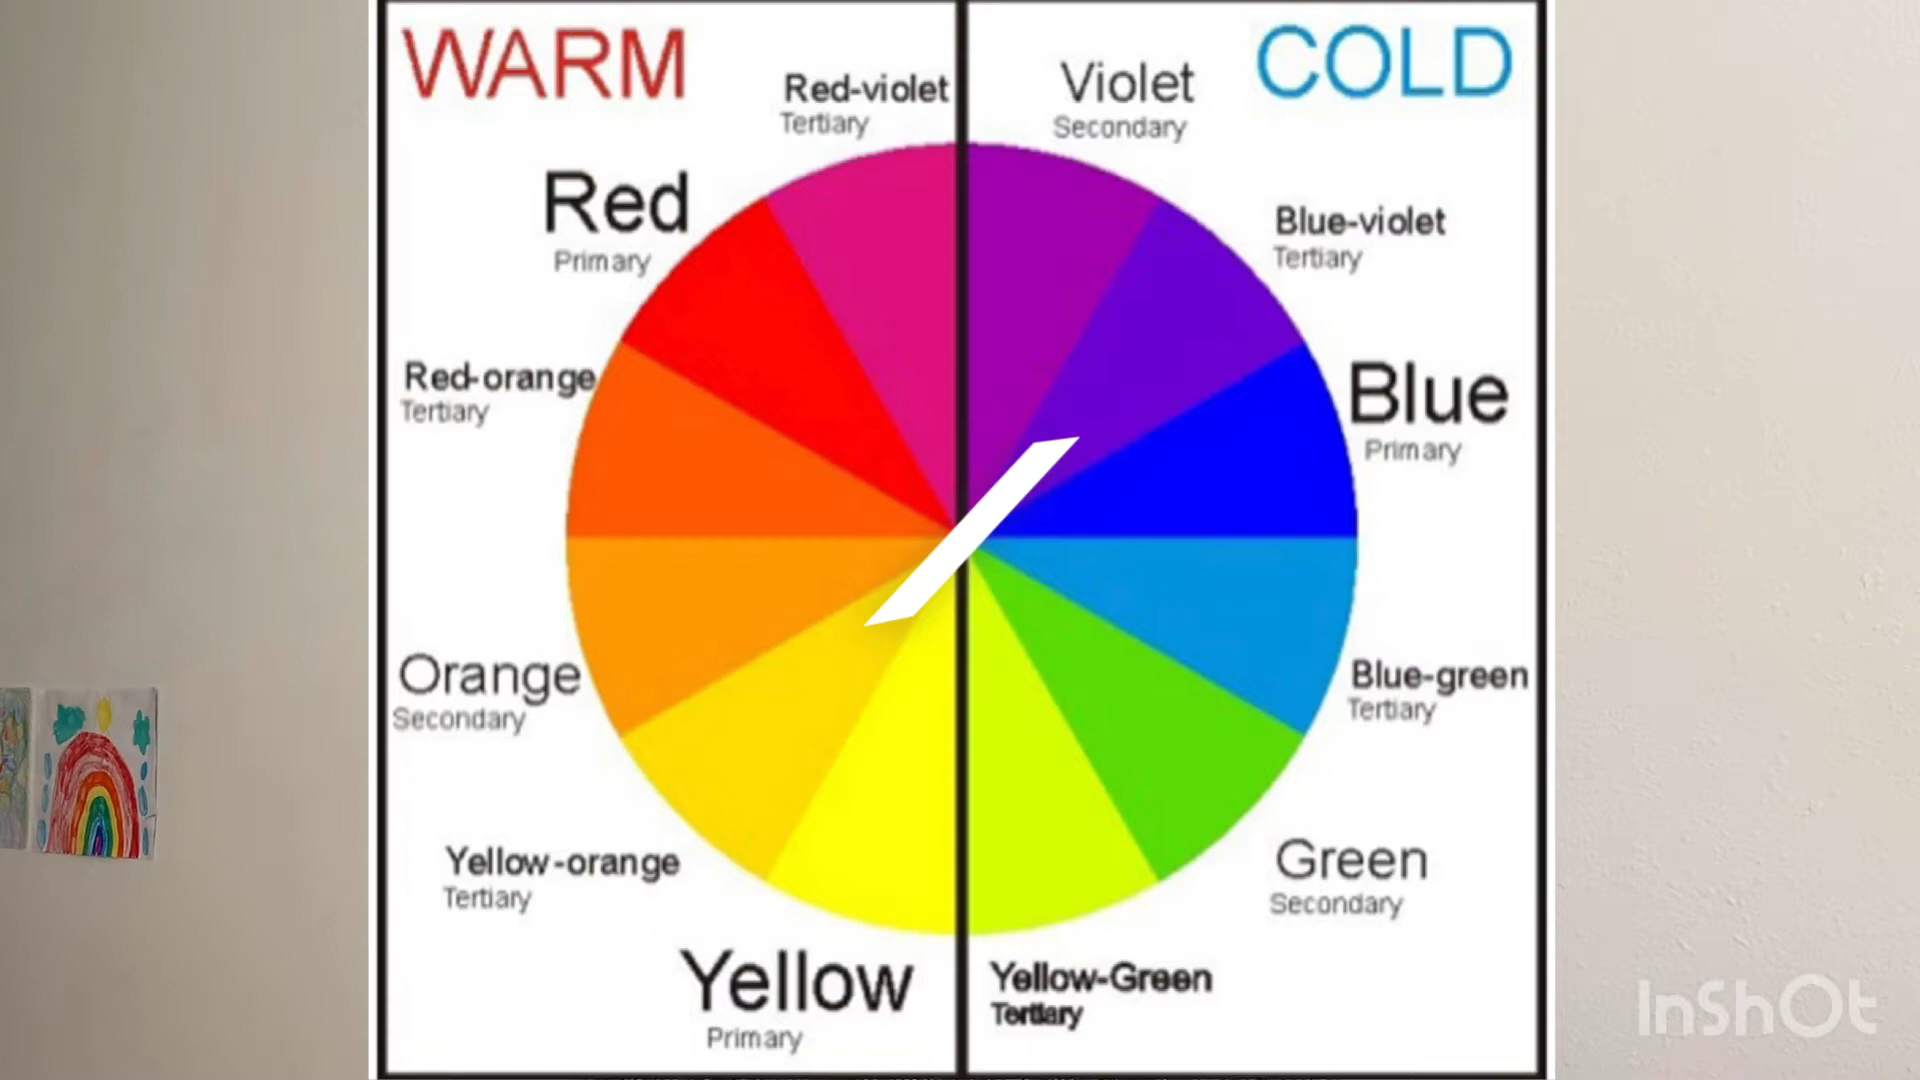 WARM
COLD
Red-violet
Tertiary
Violet
Secondary
Red
Primary
Blue-violet
Tertiary
Red-orange
Tertiary
Blue
Primary
Orange
Secondary
Blue-green
Tertiary
Yellow-orange
Tertiary
Green
Secondary
Yellow
Primary
Yellow-Green
Tertiary
InShOt